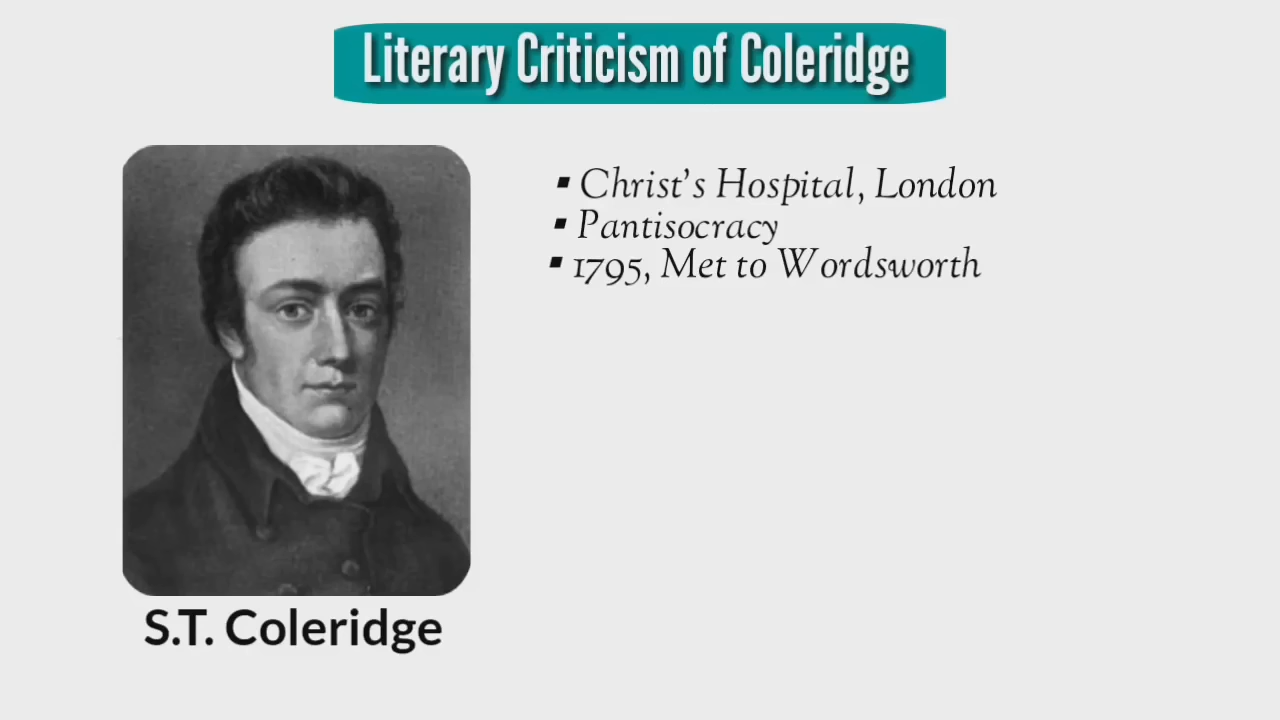 Literary Criticism of Coleridge
▪ Christ's Hospital, London
▪ Pantisocracy
▪ 1795, Met to Wordsworth
S.T. Coleridge